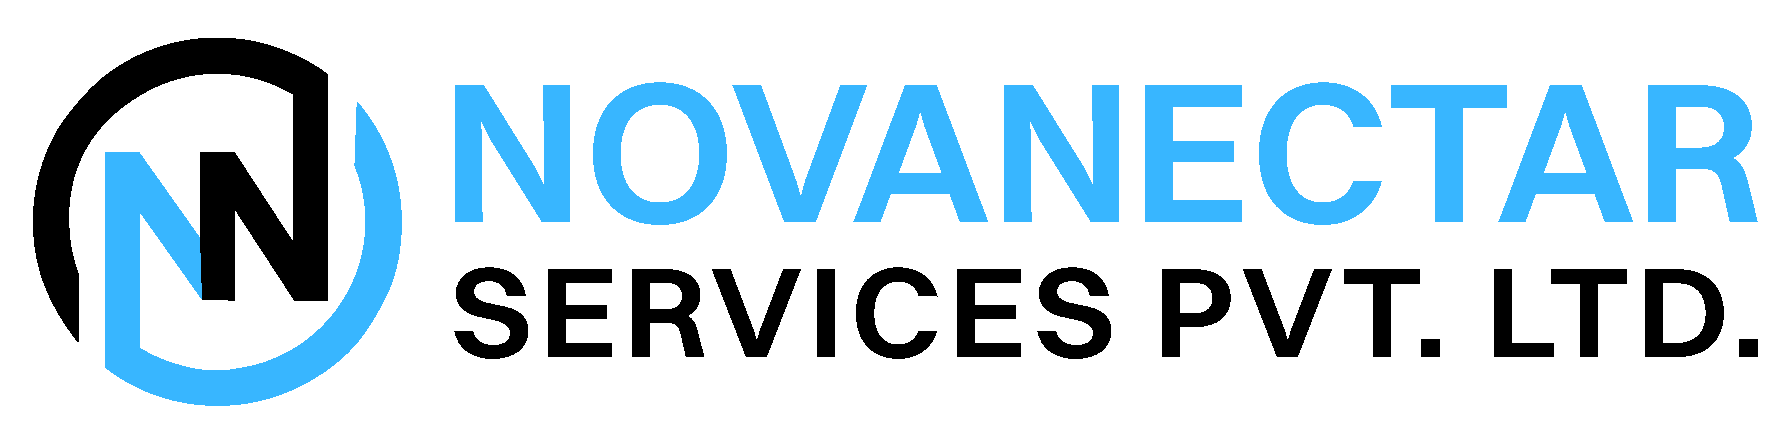 NOVANECTAR
SERVICES PVT. LTD.